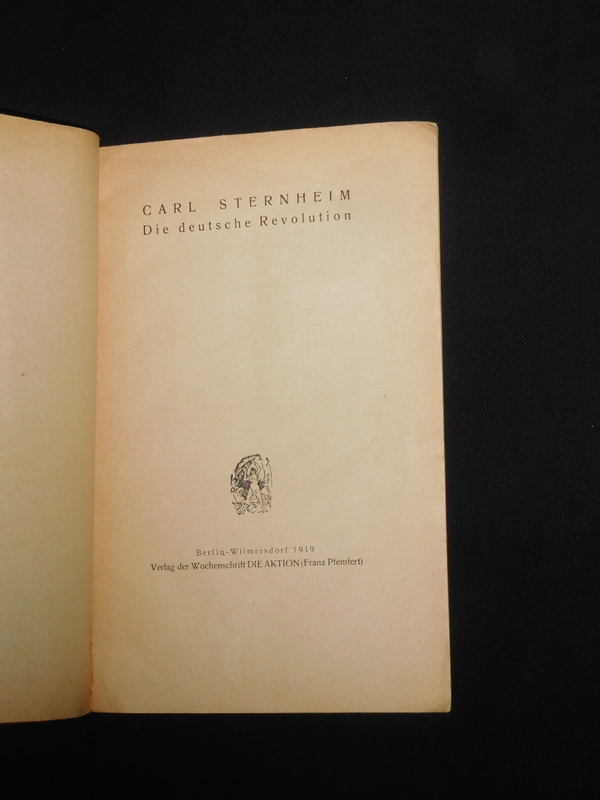 CARL STERNHEIM
Die deutsche Revolution
Berlin-Wilmersdorf 1919
Verlag der Wochenschrift DIE AKTION (Franz Pfemfert)